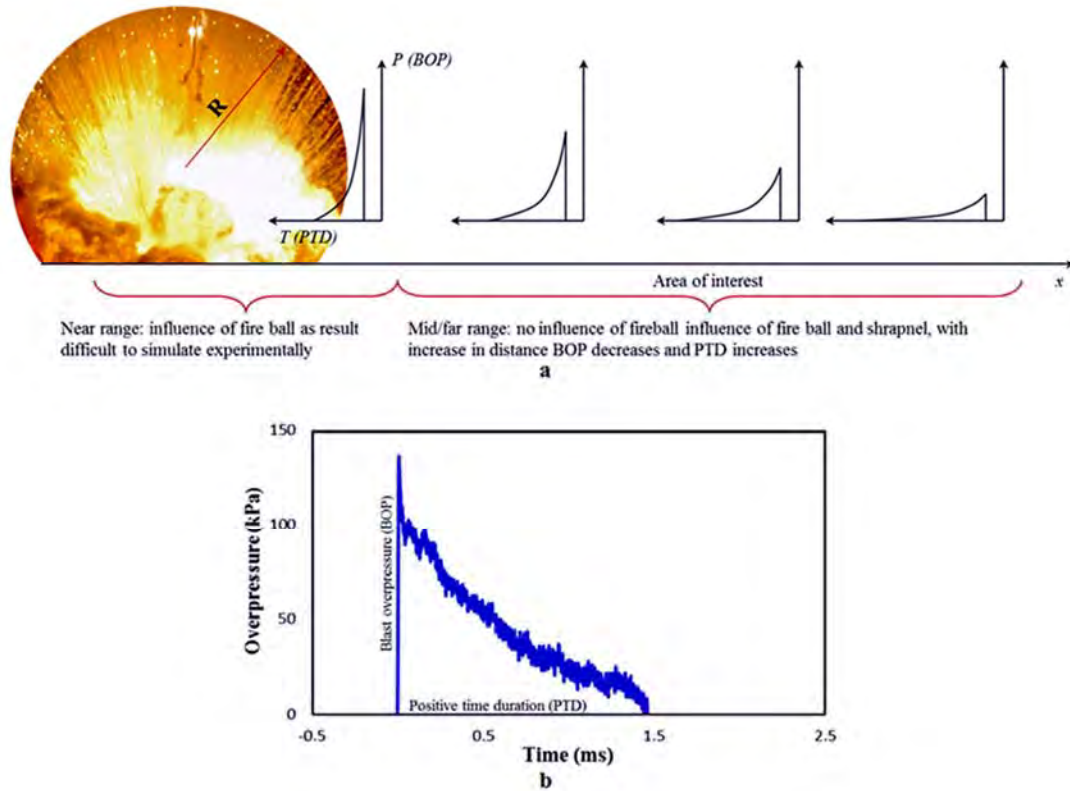 P (BOP)
R
T (PTD)
Area of interest
x
Near range: influence of fire ball as result
difficult to simulate experimentally
Mid/far range: no influence of fireball influence of fire ball and shrapnel, with
increase in distance BOP decreases and PTD increases
a
150
100
50
0
Overpressure (kPa)
Blast overpressure (BOP)
Positive time duration (PTD)
-0.5
0.5
1.5
2.5
Time (ms)
b